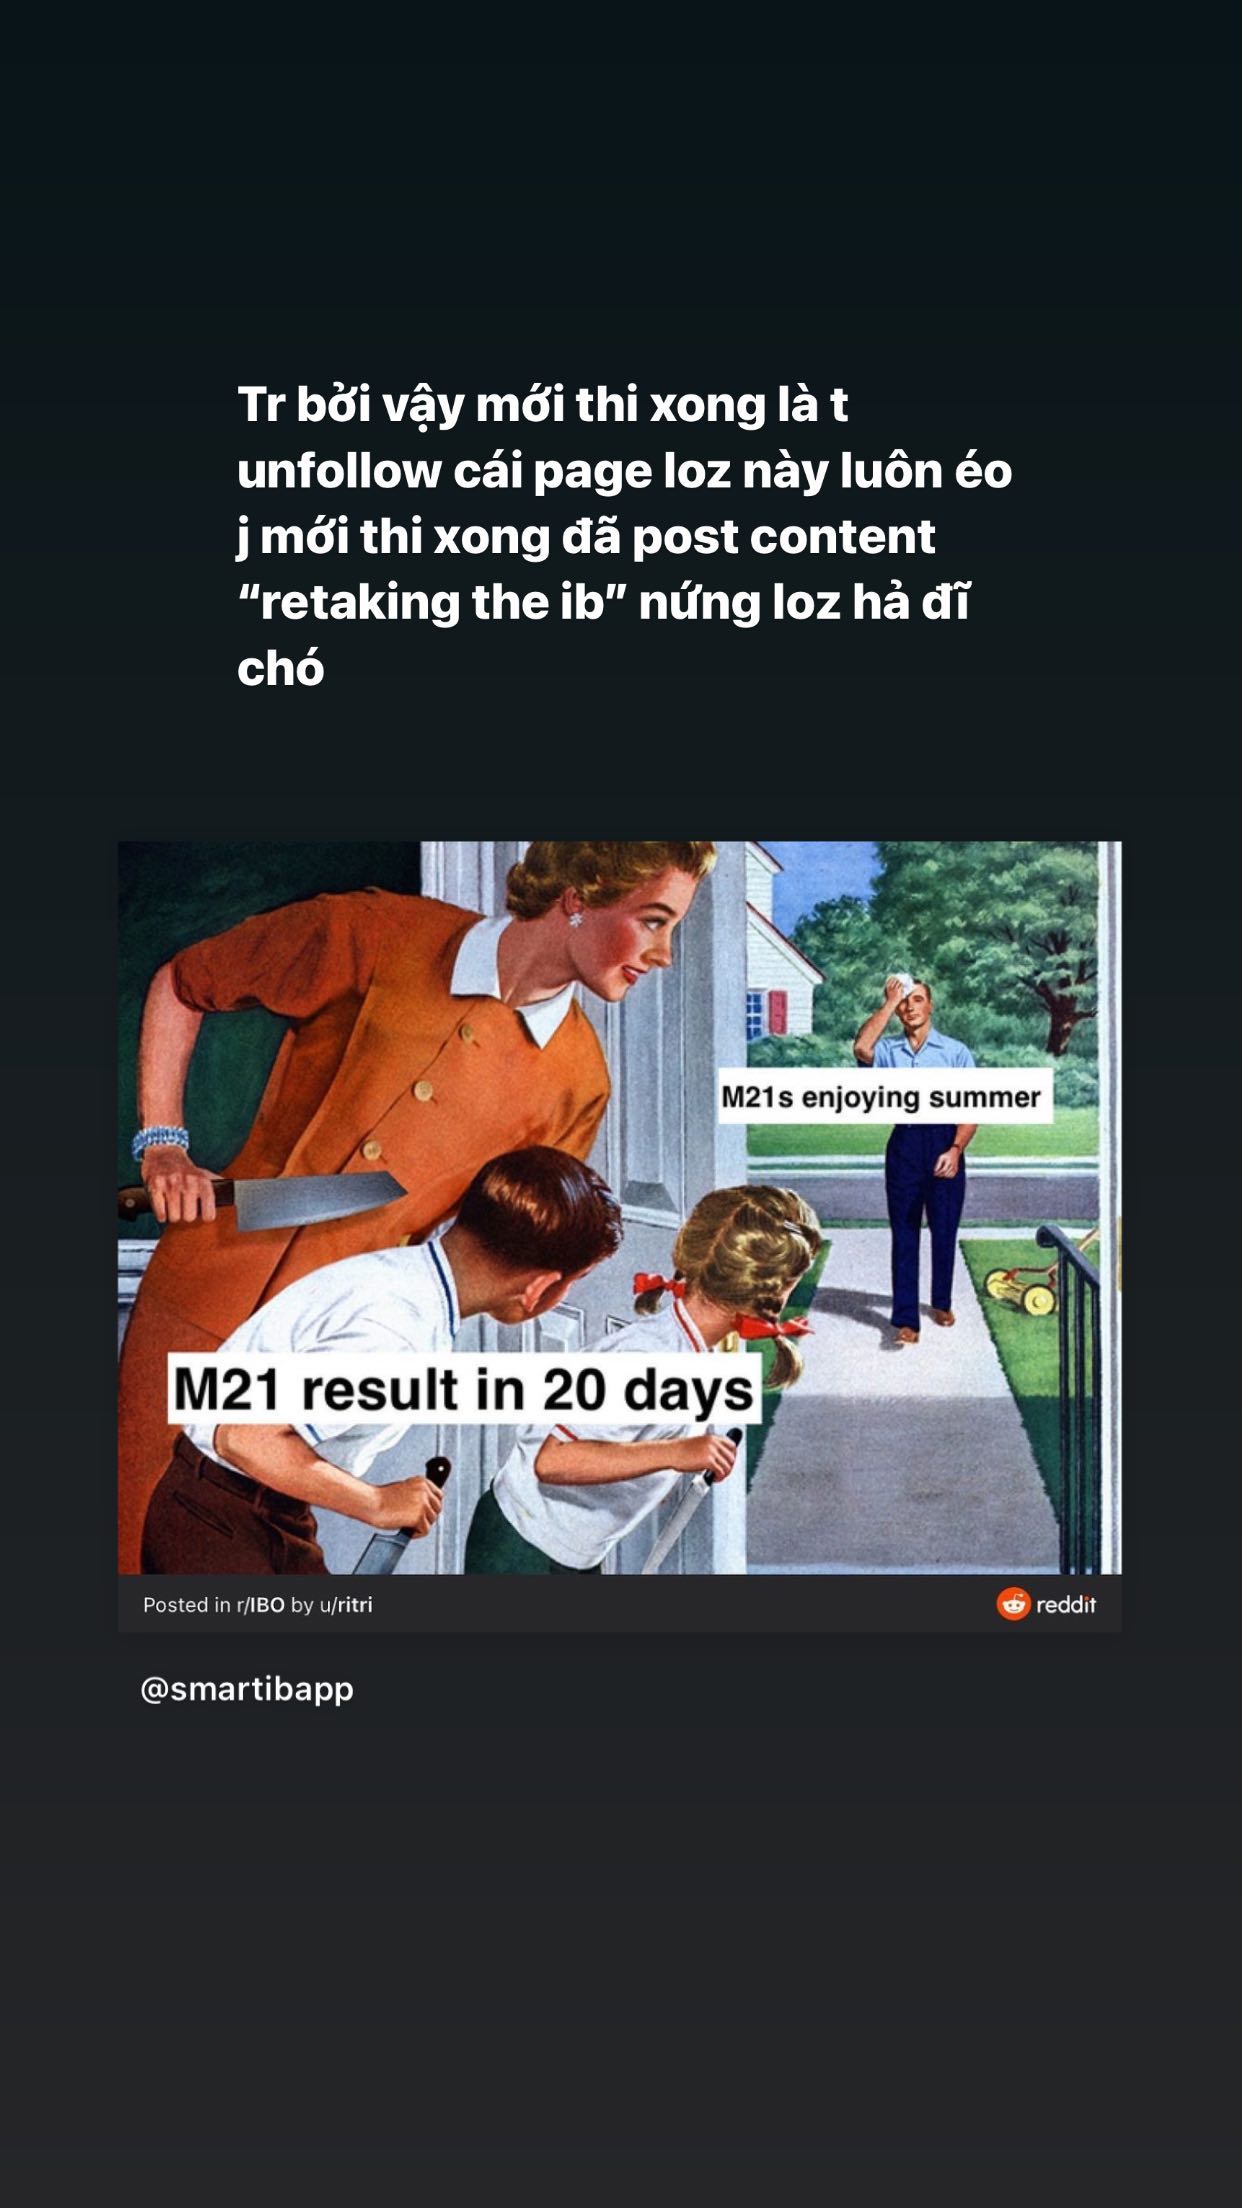 Tr bởi vậy mới thi xong là t
unfollow cái page loz này luôn éo
j mới thi xong đã post content
“retaking the ib” nứng loz hả đĩ
chó
M21s enjoying summer
M21 result in 20 days
Posted in r/IBO by u/ritri
reddit
@smartibapp